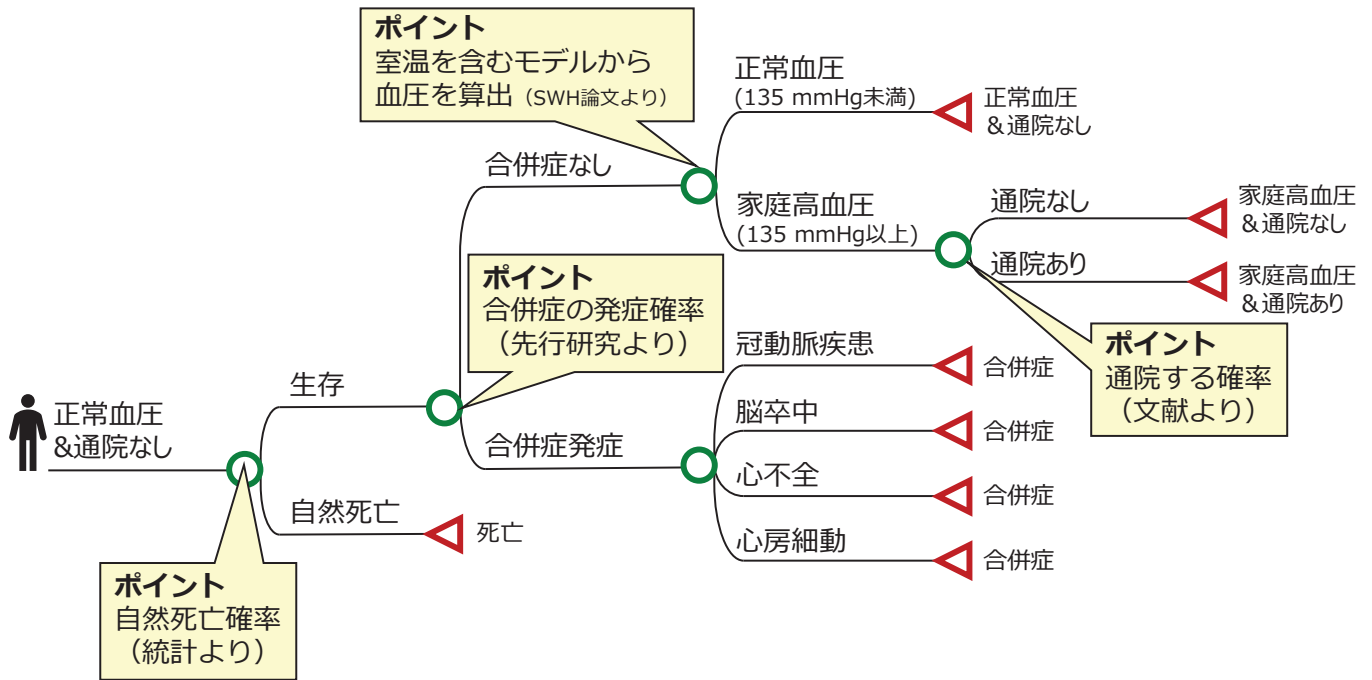 ポイント
室温を含むモデルから
血圧を算出（SWH論文より）
正常血圧
(135 mmHg未満)
正常血圧
＆通院なし
合併症なし
家庭高血圧
(135 mmHg以上)
通院なし
家庭高血圧
＆通院なし
通院あり
家庭高血圧
＆通院あり
ポイント
合併症の発症確率
（先行研究より）
ポイント
通院する確率
（文献より）
正常血圧
&通院なし
生存
合併症発症
冠動脈疾患
合併症
脳卒中
合併症
心不全
合併症
心房細動
合併症
自然死亡
死亡
ポイント
自然死亡確率
（統計より）